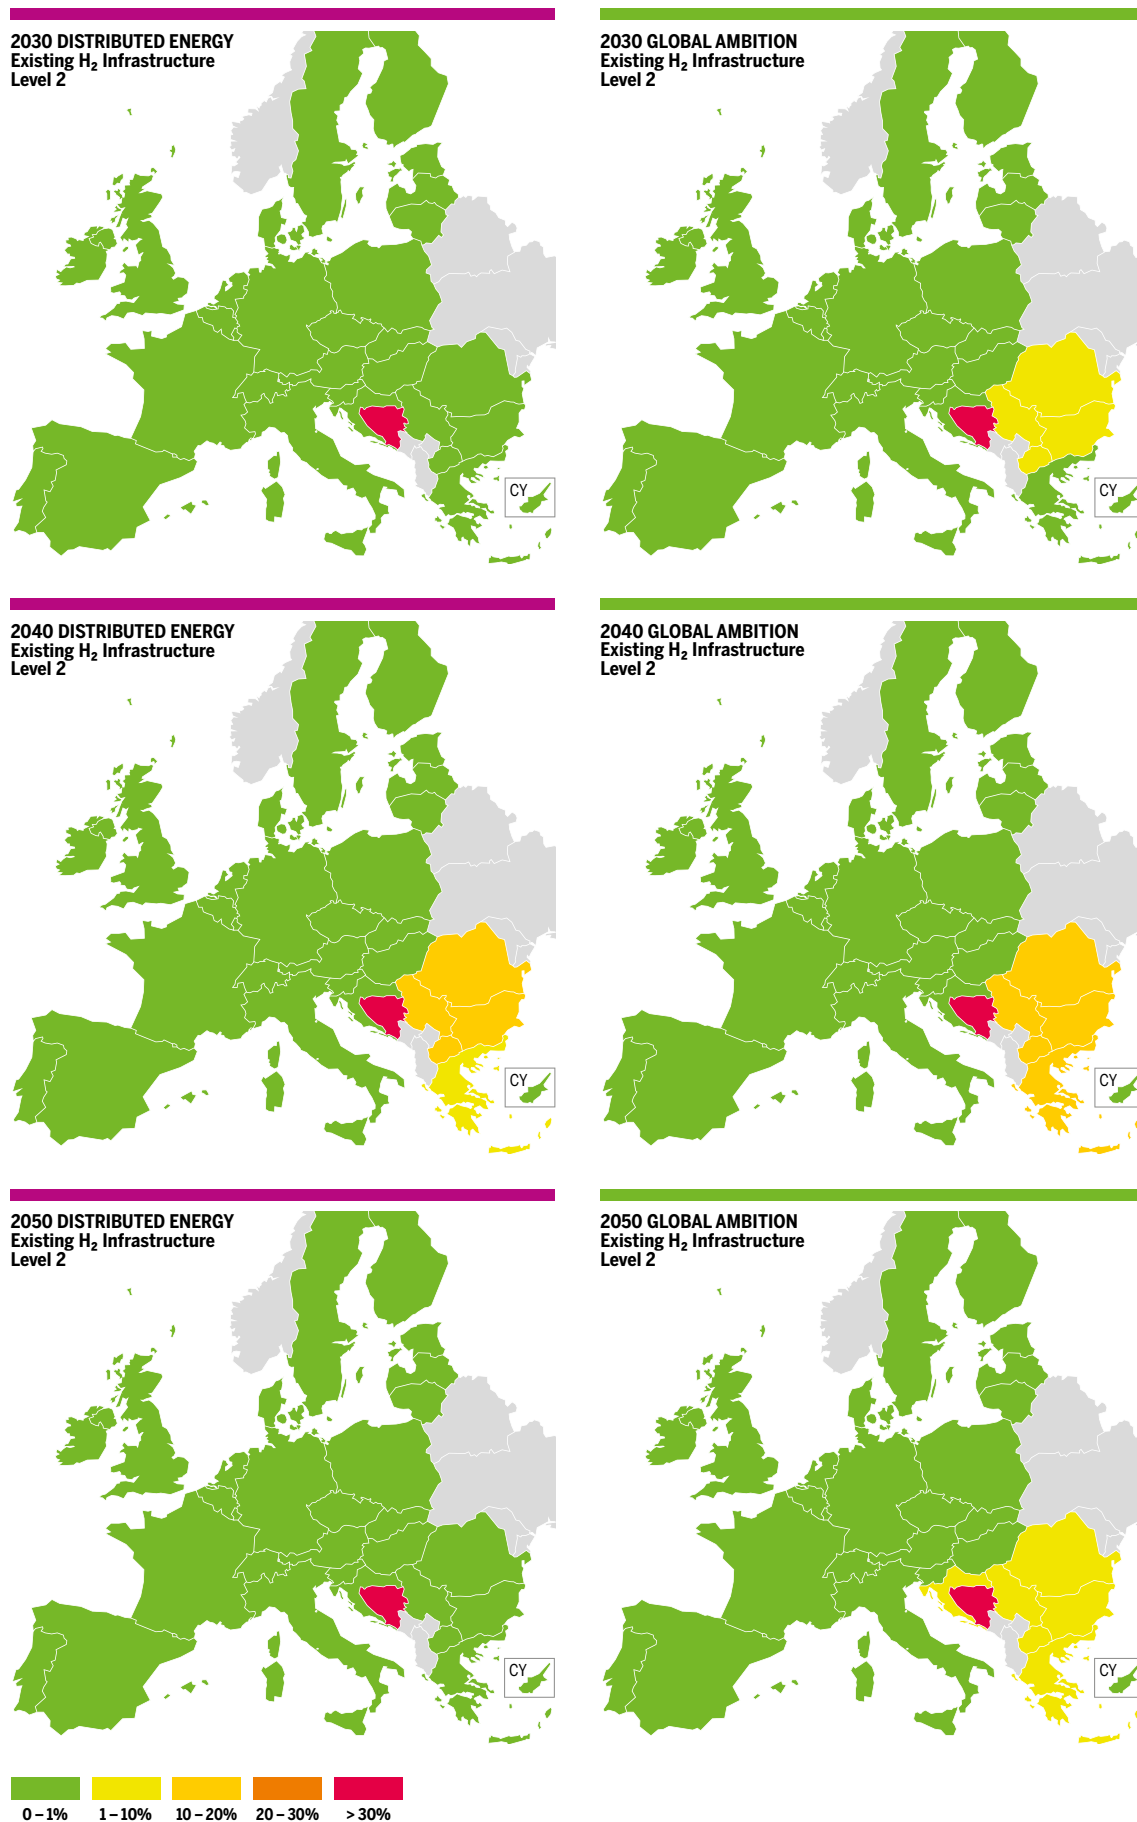 2030 DISTRIBUTED ENERGY
Existing H₂ Infrastructure
Level 2
CY
2030 GLOBAL AMBITION
Existing H₂ Infrastructure
Level 2
CY
2040 DISTRIBUTED ENERGY
Existing H₂ Infrastructure
Level 2
CY
2040 GLOBAL AMBITION
Existing H₂ Infrastructure
Level 2
CY
2050 DISTRIBUTED ENERGY
Existing H₂ Infrastructure
Level 2
CY
2050 GLOBAL AMBITION
Existing H₂ Infrastructure
Level 2
CY
0 – 1% 1 – 10% 10 – 20% 20 – 30% > 30%